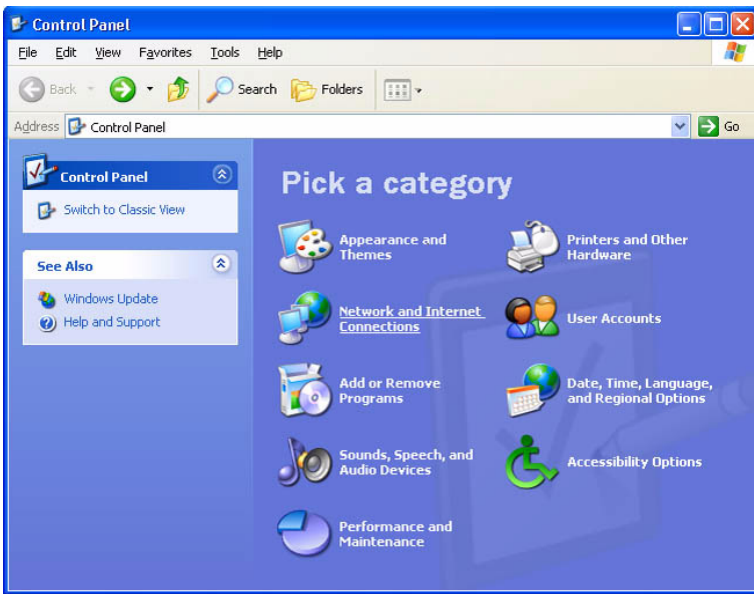 Control Panel
File Edit View Favorites Tools Help
Back Search Folders
Address Control Panel Go
Control Panel
Switch to Classic View
See Also
Windows Update
Help and Support
Pick a category
Appearance and
Themes
Printers and Other
Hardware
Network and Internet
Connections
User Accounts
Add or Remove
Programs
Date, Time, Language,
and Regional Options
Sounds, Speech, and
Audio Devices
Accessibility Options
Performance and
Maintenance